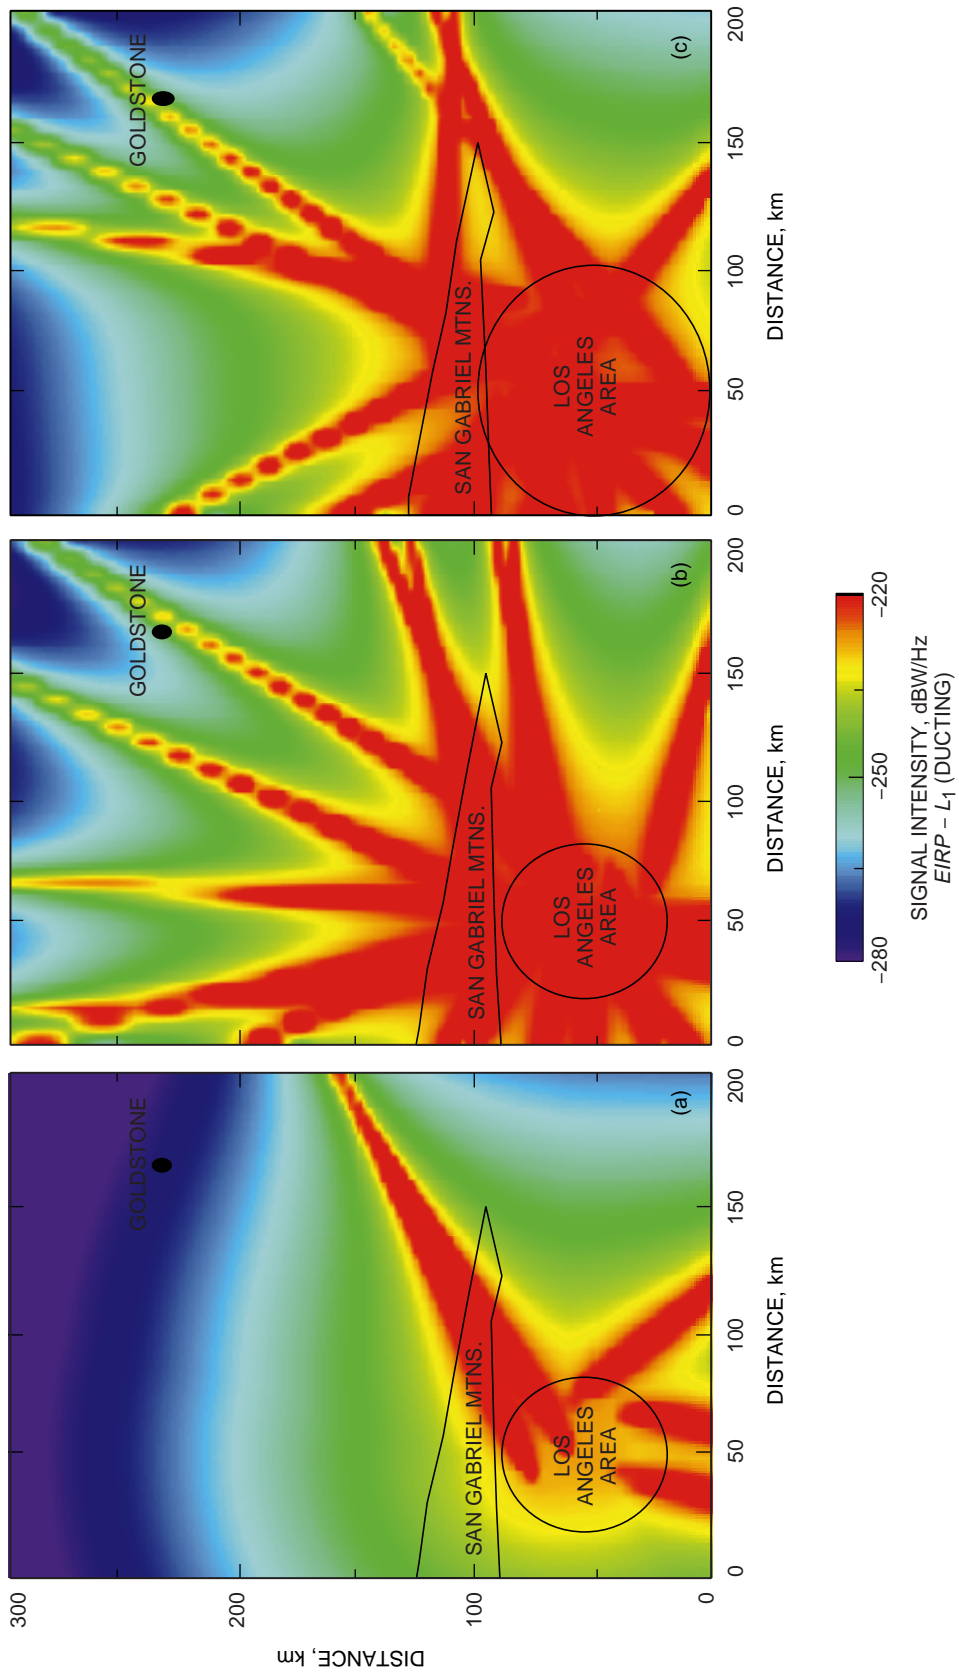 300
200
100
0
DISTANCE, km
GOLDSTONE
SAN GABRIEL MTNS.
LOS
ANGELES
AREA
(a)
0
50
100
150
200
DISTANCE, km
GOLDSTONE
SAN GABRIEL MTNS.
LOS
ANGELES
AREA
(b)
0
50
100
150
200
DISTANCE, km
GOLDSTONE
SAN GABRIEL MTNS.
LOS
ANGELES
AREA
(c)
0
50
100
150
200
DISTANCE, km
–280
–250
–220
SIGNAL INTENSITY, dBW/Hz
EIRP – L1 (DUCTING)